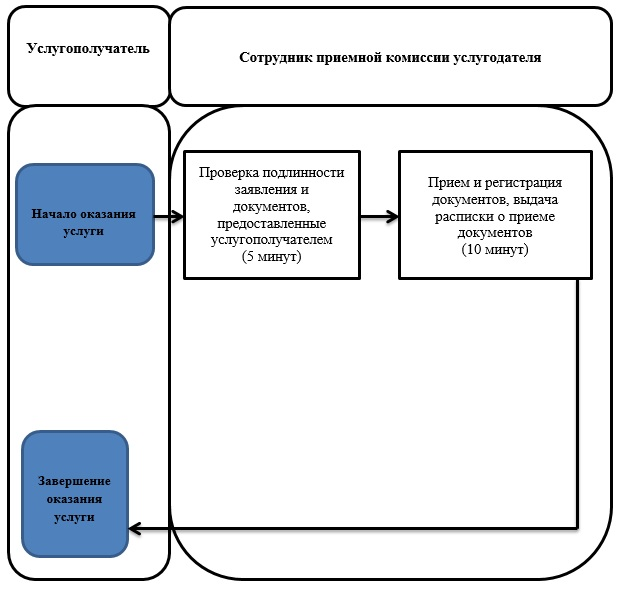 Услугополучатель
Сотрудник приемной комиссии услугодателя
Начало оказания
услуги
Проверка подлинности
заявления и
документов,
предоставленные
услугополучателем
(5 минут)
Прием и регистрация
документов, выдача
расписки о приеме
документов
(10 минут)
Завершение
оказания
услуги